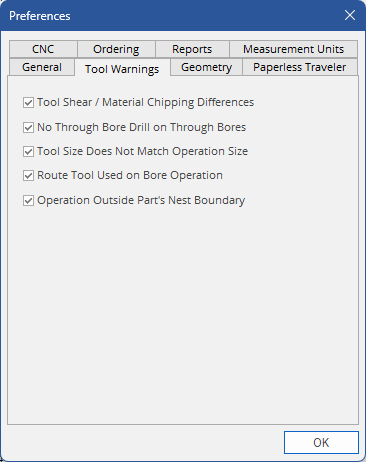 Preferences
CNC Ordering Reports Measurement Units
General Tool Warnings Geometry Paperless Traveler
Tool Shear / Material Chipping Differences
No Through Bore Drill on Through Bores
Tool Size Does Not Match Operation Size
Route Tool Used on Bore Operation
Operation Outside Part's Nest Boundary
OK